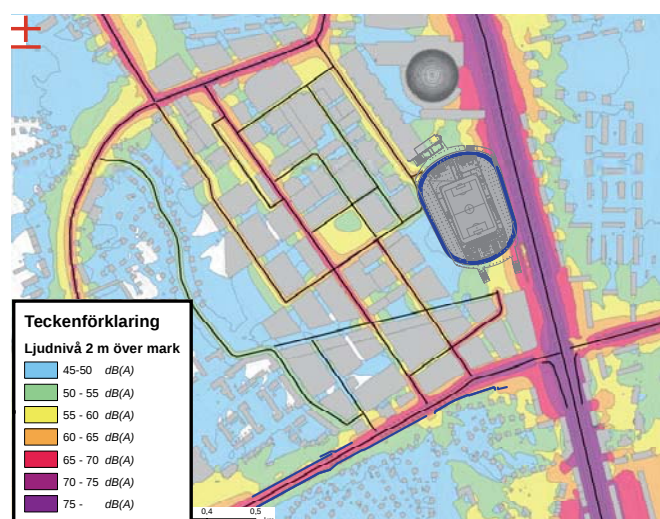 Teckenförklaring
Ljudnivå 2 m över mark
45-50 dB(A)
50 - 55 dB(A)
55 - 60 dB(A)
60 - 65 dB(A)
65 - 70 dB(A)
70 - 75 dB(A)
75 - dB(A)
0,4 0,5